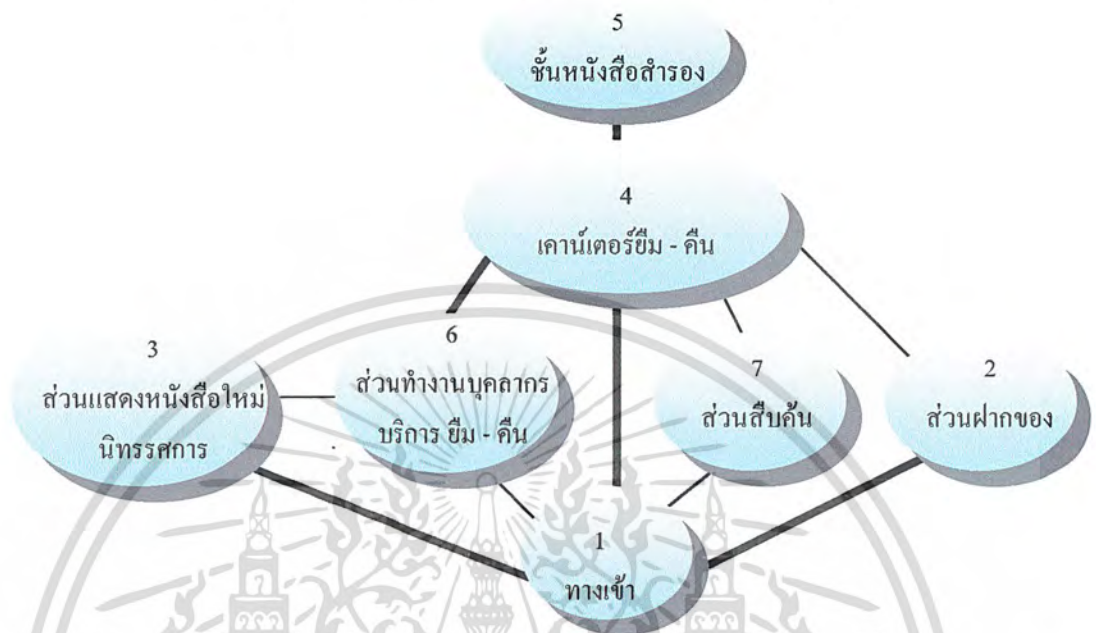 5
ชั้นหนังสือสำรอง
4
เคาน์เตอร์ยืม - คืน
3
ส่วนแสดงหนังสือใหม่
นิทรรศการ
6
ส่วนทำงานบุคลากร
บริการ ยืม - คืน
7
ส่วนสืบค้น
2
ส่วนฝากของ
1
ทางเข้า